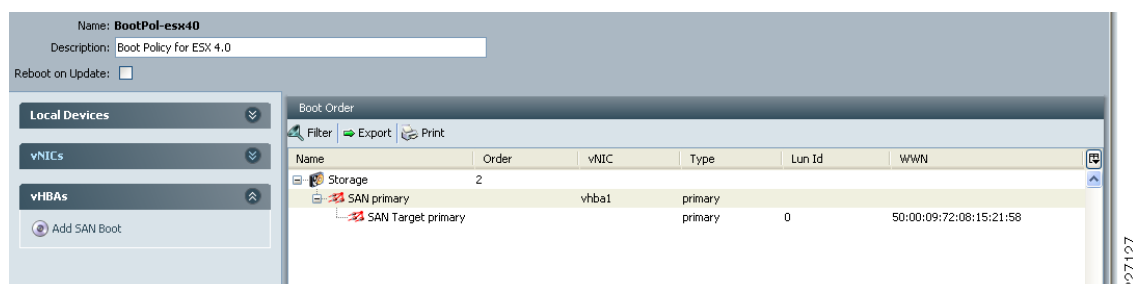 Name: BootPol-esx40
Description: Boot Policy for ESX 4.0
Reboot on Update:
Local Devices
vNICs
vHBAs
Add SAN Boot
Boot Order
Filter Export Print
Name Order vNIC Type Lun Id WWN
Storage 2
SAN primary vhba1 primary
SAN Target primary primary 0 50:00:09:72:08:15:21:58
227127